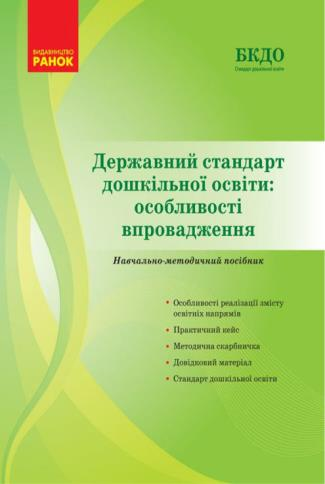 ВИДАВНИЦТВО
РАНОК
БКДО
Стандарт дошкільної освіти
Державний стандарт
дошкільної освіти:
особливості
впровадження
Навчально-методичний посібник
• Особливості реалізації змісту
освітніх напрямів
• Практичний кейс
• Методична скарбничка
• Довідковий матеріал
• Стандарт дошкільної освіти